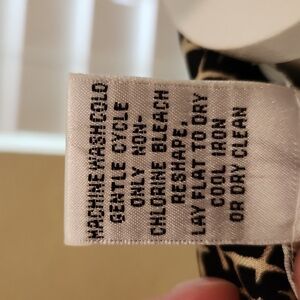 MACHINE WASH COLD
GENTLE CYCLE
ONLY NON-
CHLORINE BLEACH
RESHAPE,
LAY FLAT TO DRY
COOL IRON
OR DRY CLEAN